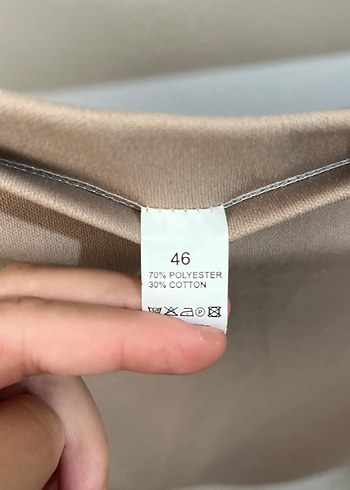 46
70% POLYESTER
30% COTTON